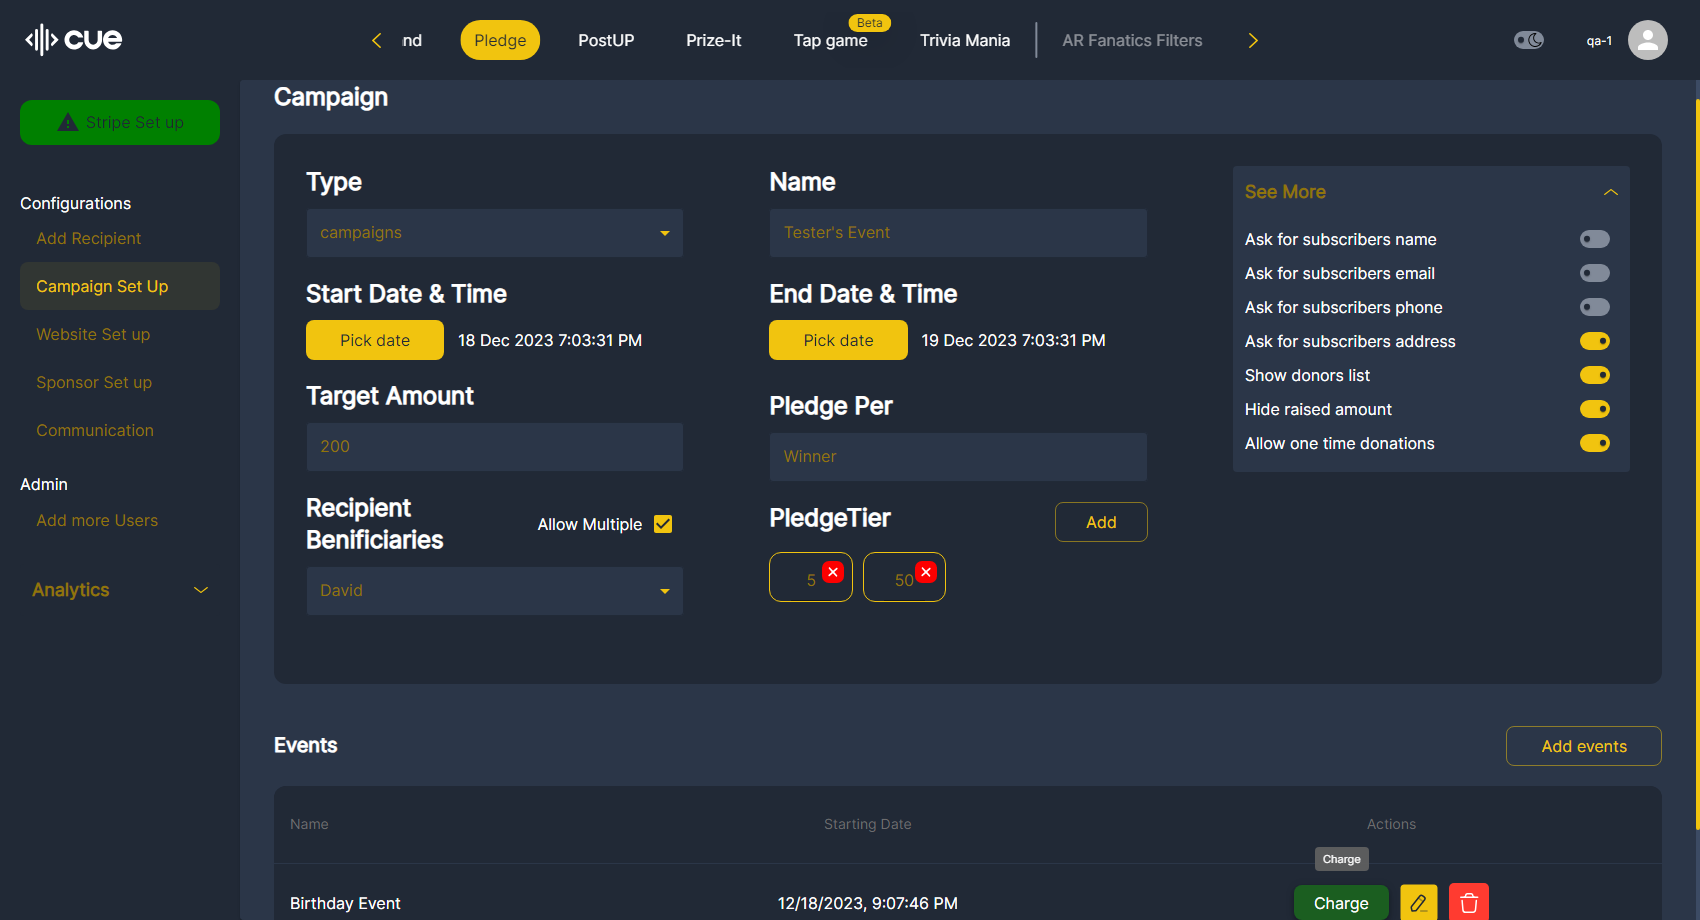 cue
nd
Pledge
PostUP
Prize-It
Beta
Tap game
Trivia Mania
AR Fanatics Filters
qa-1
Stripe Set up
Configurations
Add Recipient
Campaign Set Up
Website Set up
Sponsor Set up
Communication
Admin
Add more Users
Analytics
Campaign
Type
campaigns
Name
Tester's Event
Start Date & Time
Pick date
18 Dec 2023 7:03:31 PM
End Date & Time
Pick date
19 Dec 2023 7:03:31 PM
Target Amount
200
Pledge Per
Winner
Recipient
Benificiaries
Allow Multiple
David
PledgeTier
Add
5
50
See More
Ask for subscribers name
Ask for subscribers email
Ask for subscribers phone
Ask for subscribers address
Show donors list
Hide raised amount
Allow one time donations
Events
Add events
Name
Starting Date
Actions
Charge
Birthday Event
12/18/2023, 9:07:46 PM
Charge